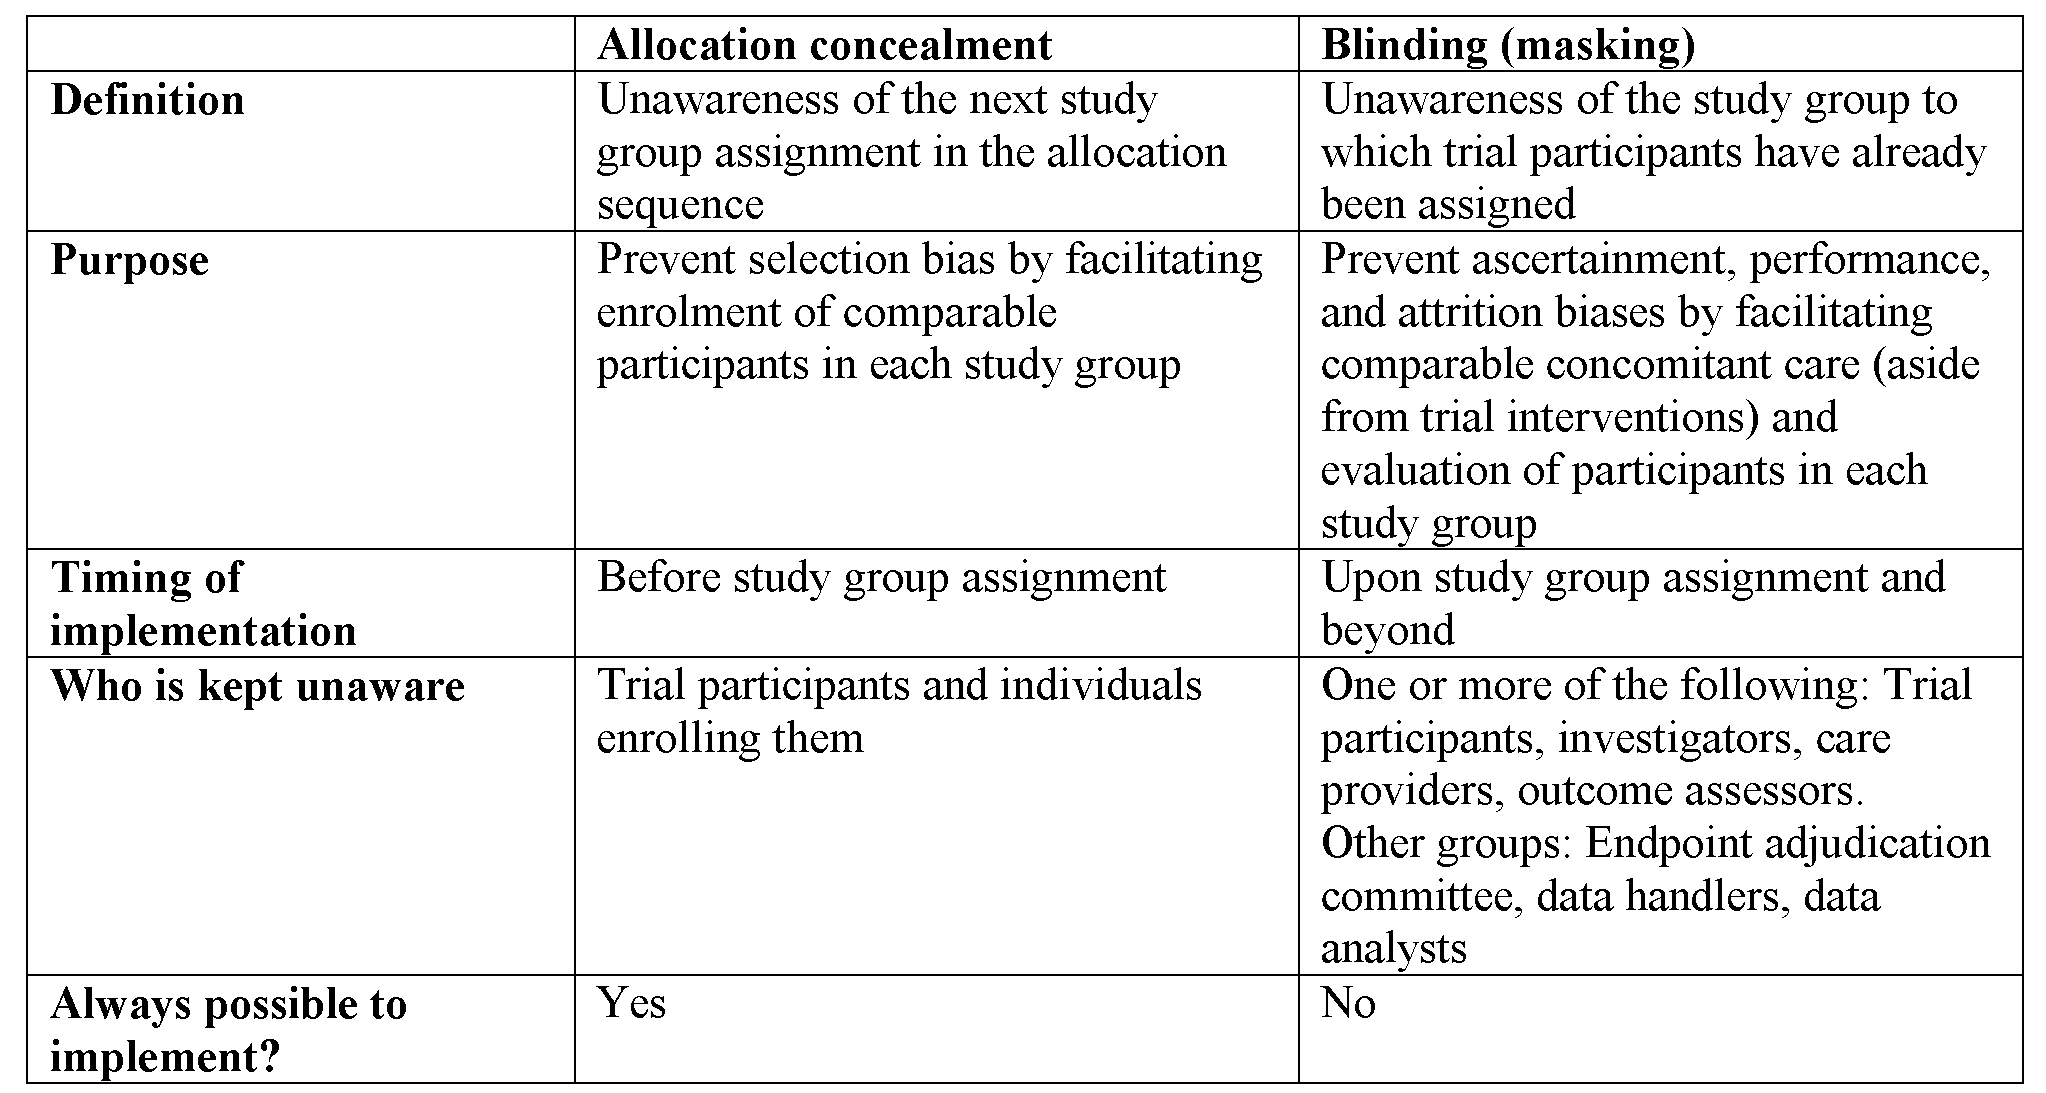 Allocation concealment
Blinding (masking)
Definition
Unawareness of the next study
group assignment in the allocation
sequence
Unawareness of the study group to
which trial participants have already
been assigned
Purpose
Prevent selection bias by facilitating
enrolment of comparable
participants in each study group
Prevent ascertainment, performance,
and attrition biases by facilitating
comparable concomitant care (aside
from trial interventions) and
evaluation of participants in each
study group
Timing of
implementation
Before study group assignment
Upon study group assignment and
beyond
Who is kept unaware
Trial participants and individuals
enrolling them
One or more of the following: Trial
participants, investigators, care
providers, outcome assessors.
Other groups: Endpoint adjudication
committee, data handlers, data
analysts
Always possible to
implement?
Yes
No